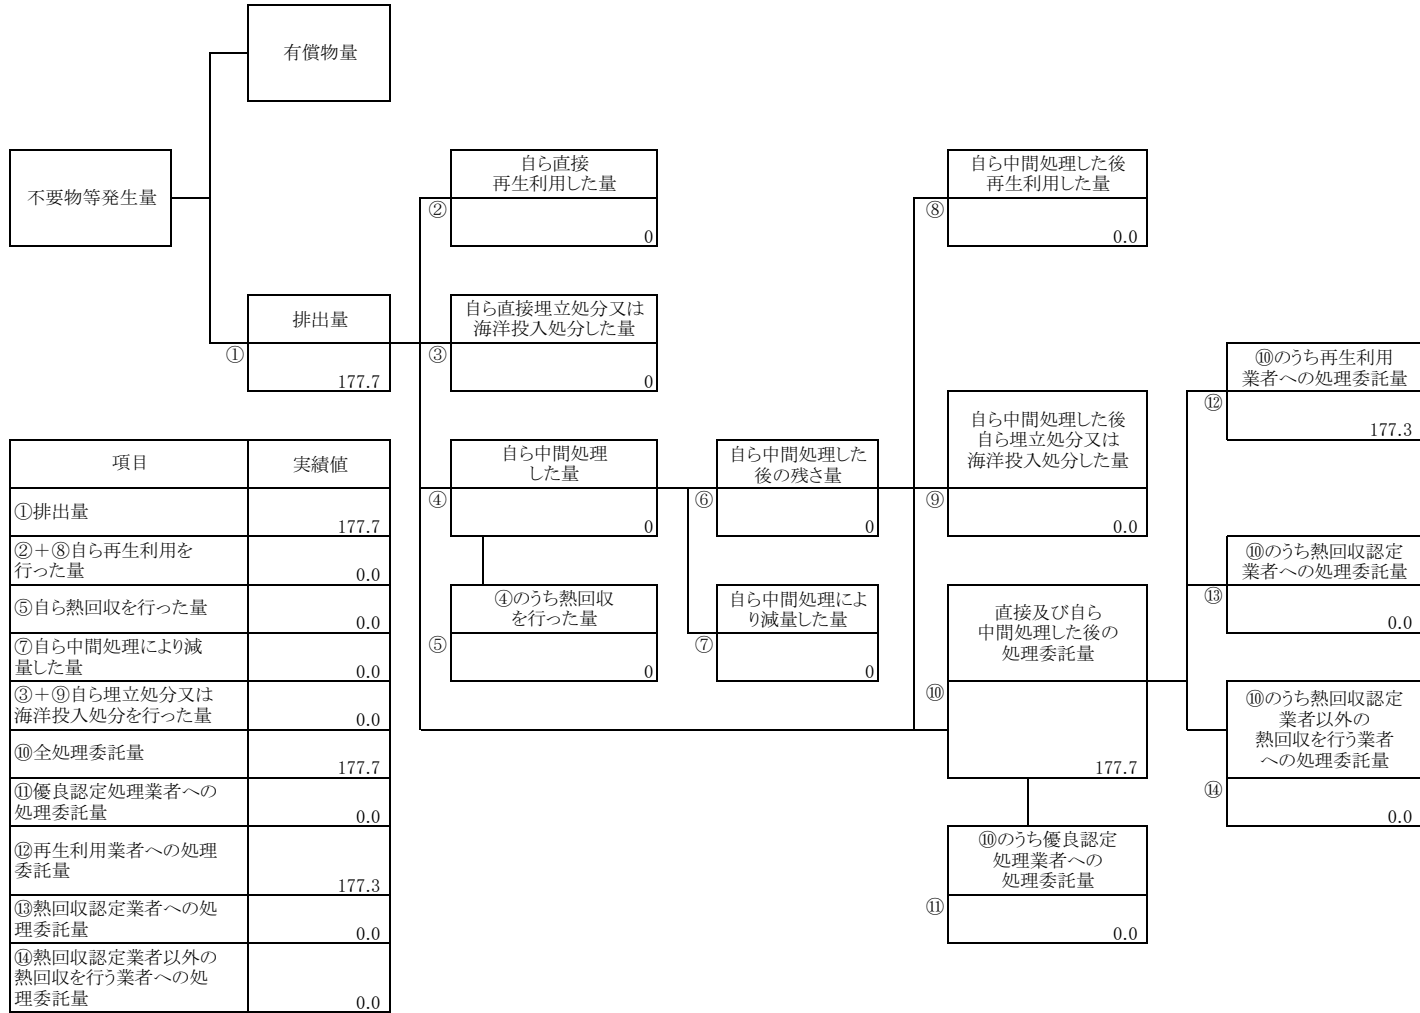 有償物量
不要物等発生量
自ら直接
再生利用した量
②
0
自ら中間処理した後
再生利用した量
⑧
0.0
排出量
①
177.7
自ら直接埋立処分又は
海洋投入処分した量
③
0
⑩のうち再生利用
業者への処理委託量
⑫
177.3
自ら中間処理
した量
④
0
自ら中間処理した
後の残さ量
⑥
0
自ら中間処理した後
自ら埋立処分又は
海洋投入処分した量
⑨
0.0
⑩のうち熱回収認定
業者への処理委託量
⑬
0.0
④のうち熱回収
を行った量
⑤
0
自ら中間処理によ
り減量した量
⑦
0
直接及び自ら
中間処理した後の
処理委託量
⑩
177.7
⑩のうち熱回収認定
業者以外の
熱回収を行う業者
への処理委託量
⑭
0.0
⑩のうち優良認定
処理業者への
処理委託量
⑪
0.0
項目 実績値
①排出量
177.7
②＋⑧自ら再生利用を
行った量 0.0
⑤自ら熱回収を行った量
0.0
⑦自ら中間処理により減
量した量 0.0
③＋⑨自ら埋立処分又は
海洋投入処分を行った量 0.0
⑩全処理委託量
177.7
⑪優良認定処理業者への
処理委託量 0.0
⑫再生利用業者への処理
委託量
177.3
⑬熱回収認定業者への処
理委託量 0.0
⑭熱回収認定業者以外の
熱回収を行う業者への処
理委託量 0.0